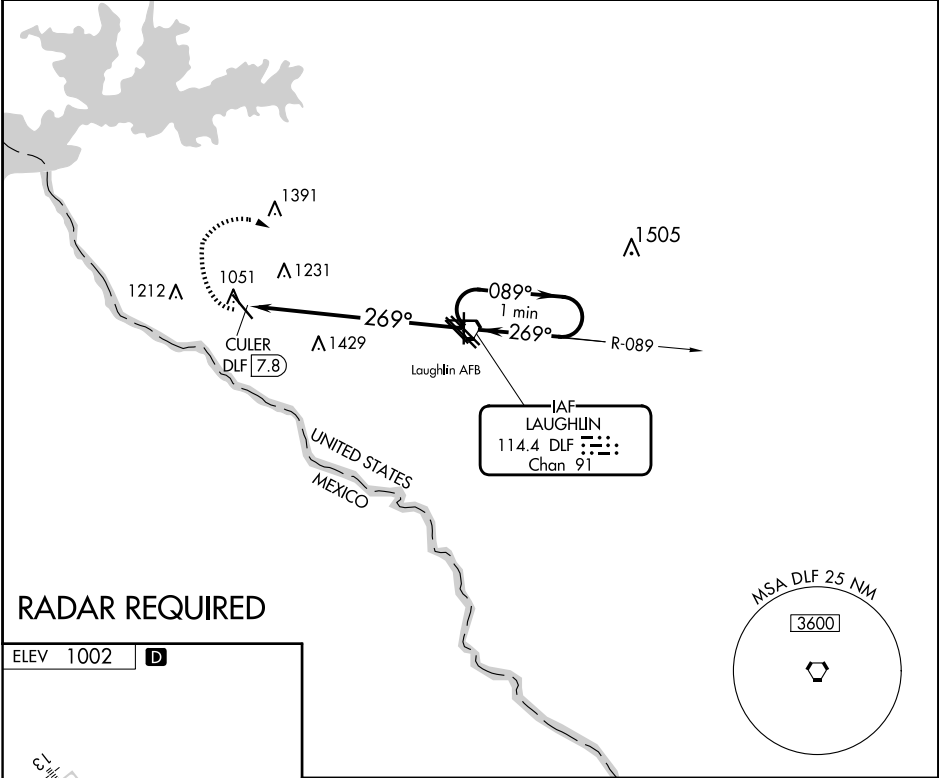 1391
1505
1231
1051
1212
089°
1 min
269°
269°
R-089
CULER
DLF 7.8
1429
Laughlin AFB
IAF
LAUGHLIN
114.4 DLF
Chan 91
UNITED STATES
MEXICO
RADAR REQUIRED
MSA DLF 25 NM
3600
ELEV 1002 D
13